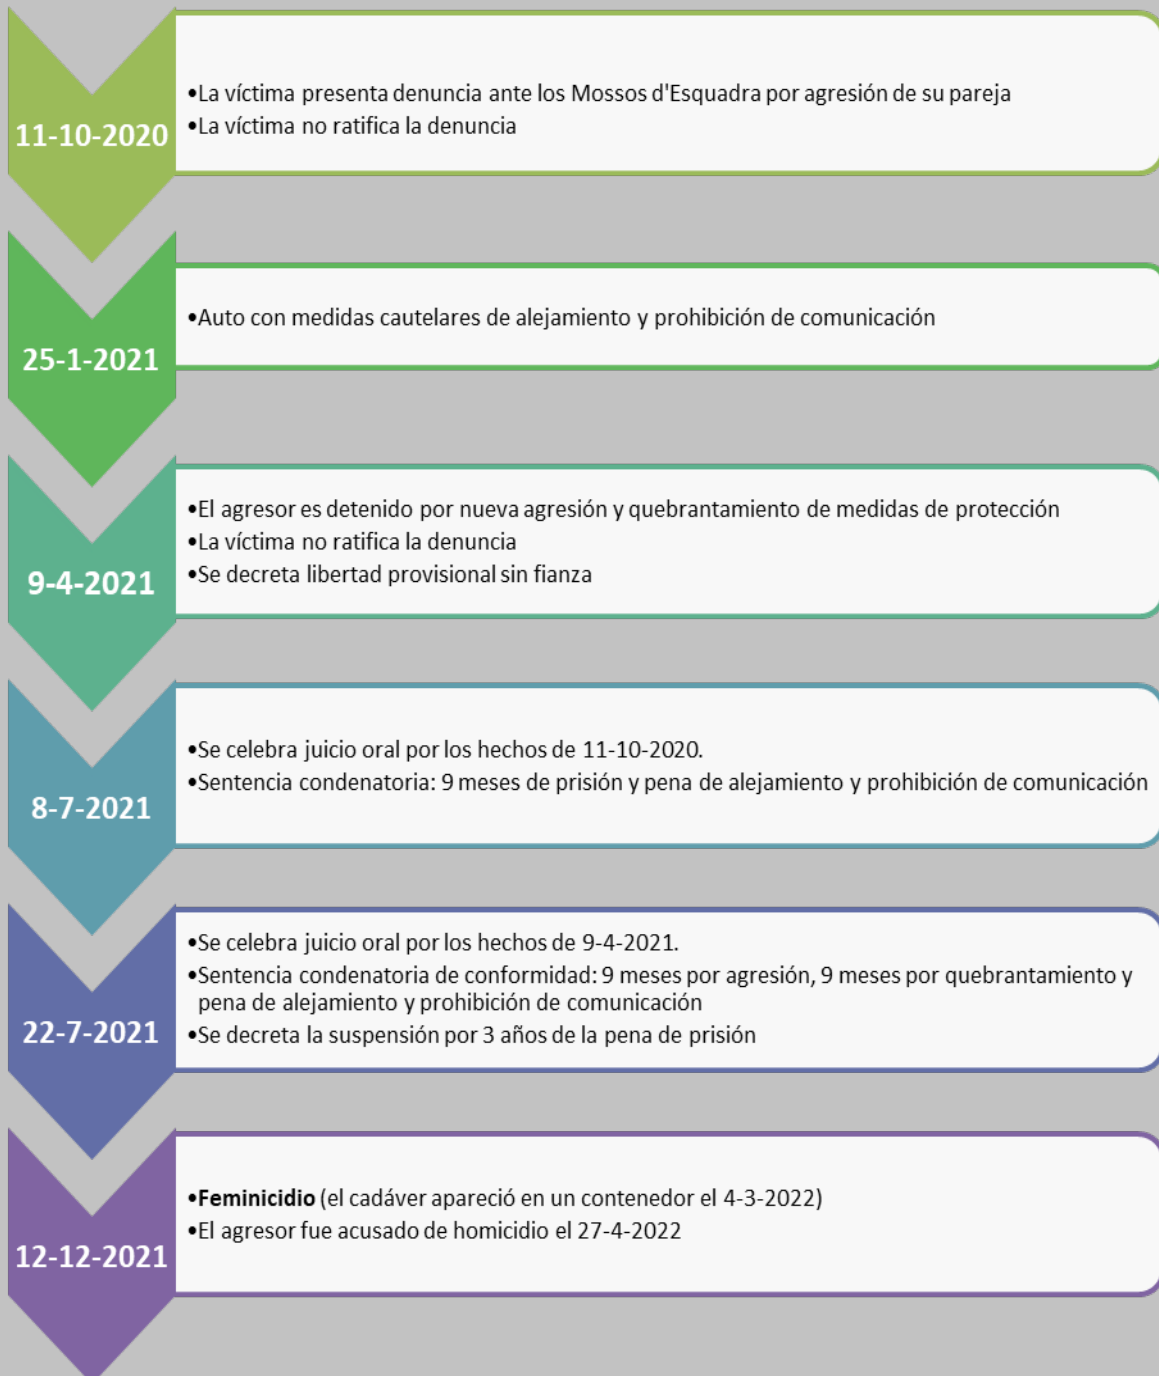 11-10-2020
•La víctima presenta denuncia ante los Mossos d'Esquadra por agresión de su pareja
•La víctima no ratifica la denuncia
25-1-2021
•Auto con medidas cautelares de alejamiento y prohibición de comunicación
9-4-2021
•El agresor es detenido por nueva agresión y quebrantamiento de medidas de protección
•La víctima no ratifica la denuncia
•Se decreta libertad provisional sin fianza
8-7-2021
•Se celebra juicio oral por los hechos de 11-10-2020.
•Sentencia condenatoria: 9 meses de prisión y pena de alejamiento y prohibición de comunicación
22-7-2021
•Se celebra juicio oral por los hechos de 9-4-2021.
•Sentencia condenatoria de conformidad: 9 meses por agresión, 9 meses por quebrantamiento y
pena de alejamiento y prohibición de comunicación
•Se decreta la suspensión por 3 años de la pena de prisión
12-12-2021
•Feminicidio (el cadáver apareció en un contenedor el 4-3-2022)
•El agresor fue acusado de homicidio el 27-4-2022